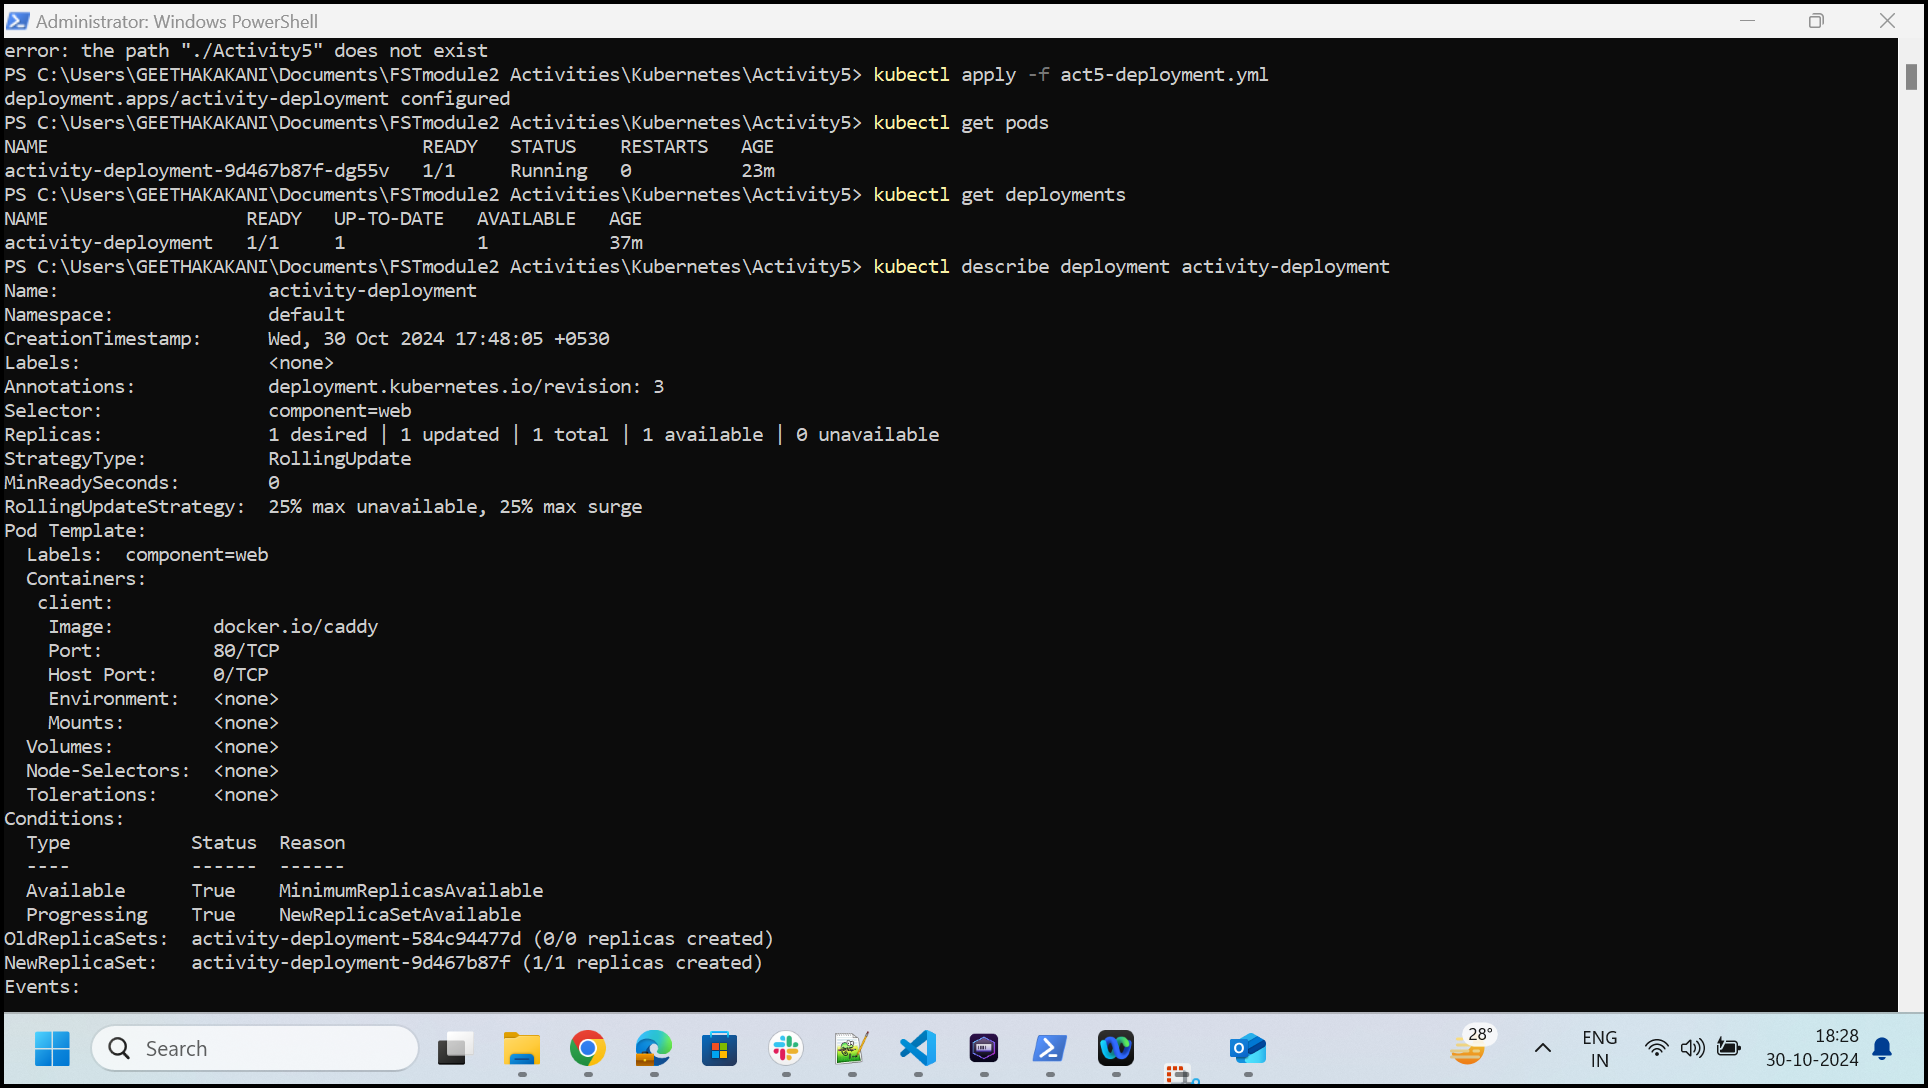 Administrator: Windows PowerShell
error: the path "./Activity5" does not exist
PS C:\Users\GEETHAKAKANI\Documents\FSTmodule2 Activities\Kubernetes\Activity5> kubectl apply -f act5-deployment.yml
deployment.apps/activity-deployment configured
PS C:\Users\GEETHAKAKANI\Documents\FSTmodule2 Activities\Kubernetes\Activity5> kubectl get pods
NAME READY STATUS RESTARTS AGE
activity-deployment-9d467b87f-dg55v 1/1 Running 0 23m
PS C:\Users\GEETHAKAKANI\Documents\FSTmodule2 Activities\Kubernetes\Activity5> kubectl get deployments
NAME READY UP-TO-DATE AVAILABLE AGE
activity-deployment 1/1 1 1 37m
PS C:\Users\GEETHAKAKANI\Documents\FSTmodule2 Activities\Kubernetes\Activity5> kubectl describe deployment activity-deployment
Name: activity-deployment
Namespace: default
CreationTimestamp: Wed, 30 Oct 2024 17:48:05 +0530
Labels: <none>
Annotations: deployment.kubernetes.io/revision: 3
Selector: component=web
Replicas: 1 desired | 1 updated | 1 total | 1 available | 0 unavailable
StrategyType: RollingUpdate
MinReadySeconds: 0
RollingUpdateStrategy: 25% max unavailable, 25% max surge
Pod Template:
Labels: component=web
Containers:
client:
Image: docker.io/caddy
Port: 80/TCP
Host Port: 0/TCP
Environment: <none>
Mounts: <none>
Volumes: <none>
Node-Selectors: <none>
Tolerations: <none>
Conditions:
Type Status Reason
---- ------ ------
Available True MinimumReplicasAvailable
Progressing True NewReplicaSetAvailable
OldReplicaSets: activity-deployment-584c94477d (0/0 replicas created)
NewReplicaSet: activity-deployment-9d467b87f (1/1 replicas created)
Events:
Search
28°
ENG
IN
18:28
30-10-2024